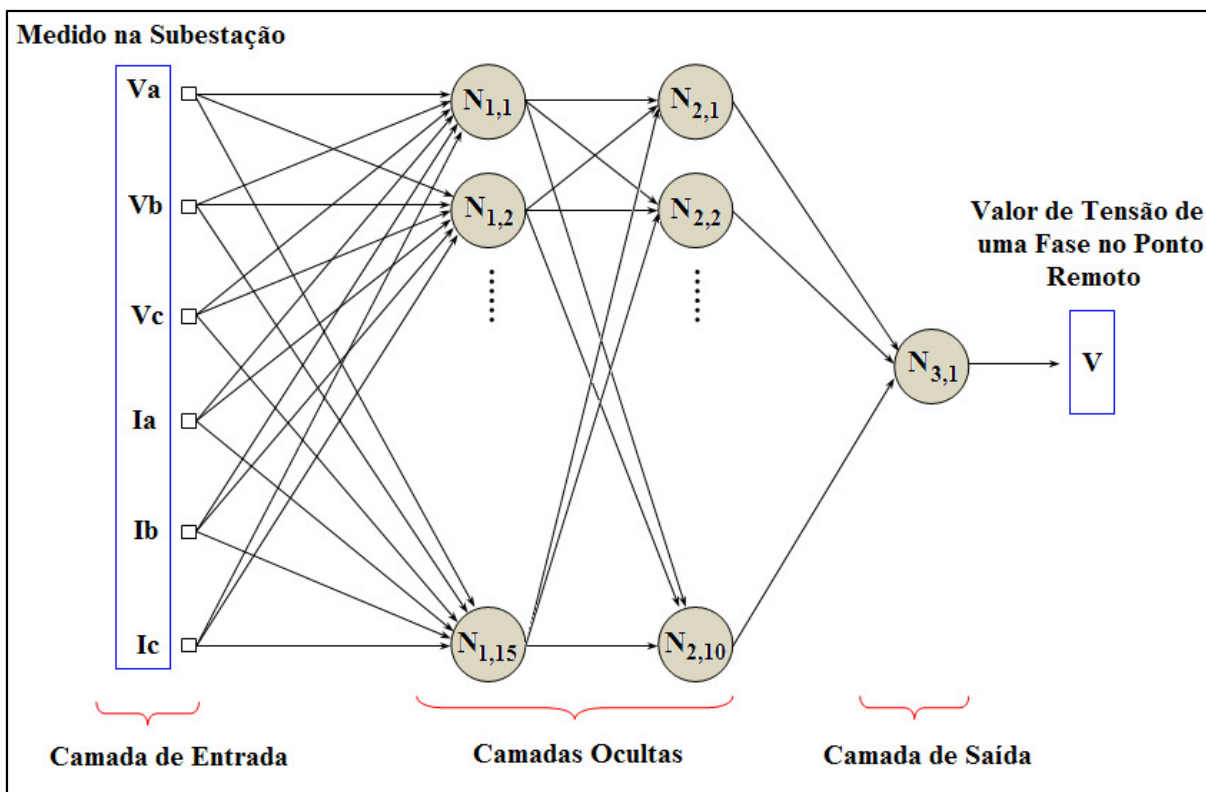 Medido na Subestação
Va
Vb
Vc
Ia
Ib
Ic
N1,1
N1,2
N1,15
N2,1
N2,2
N2,10
N3,1
Valor de Tensão de
uma Fase no Ponto
Remoto
V
Camada de Entrada
Camadas Ocultas
Camada de Saída